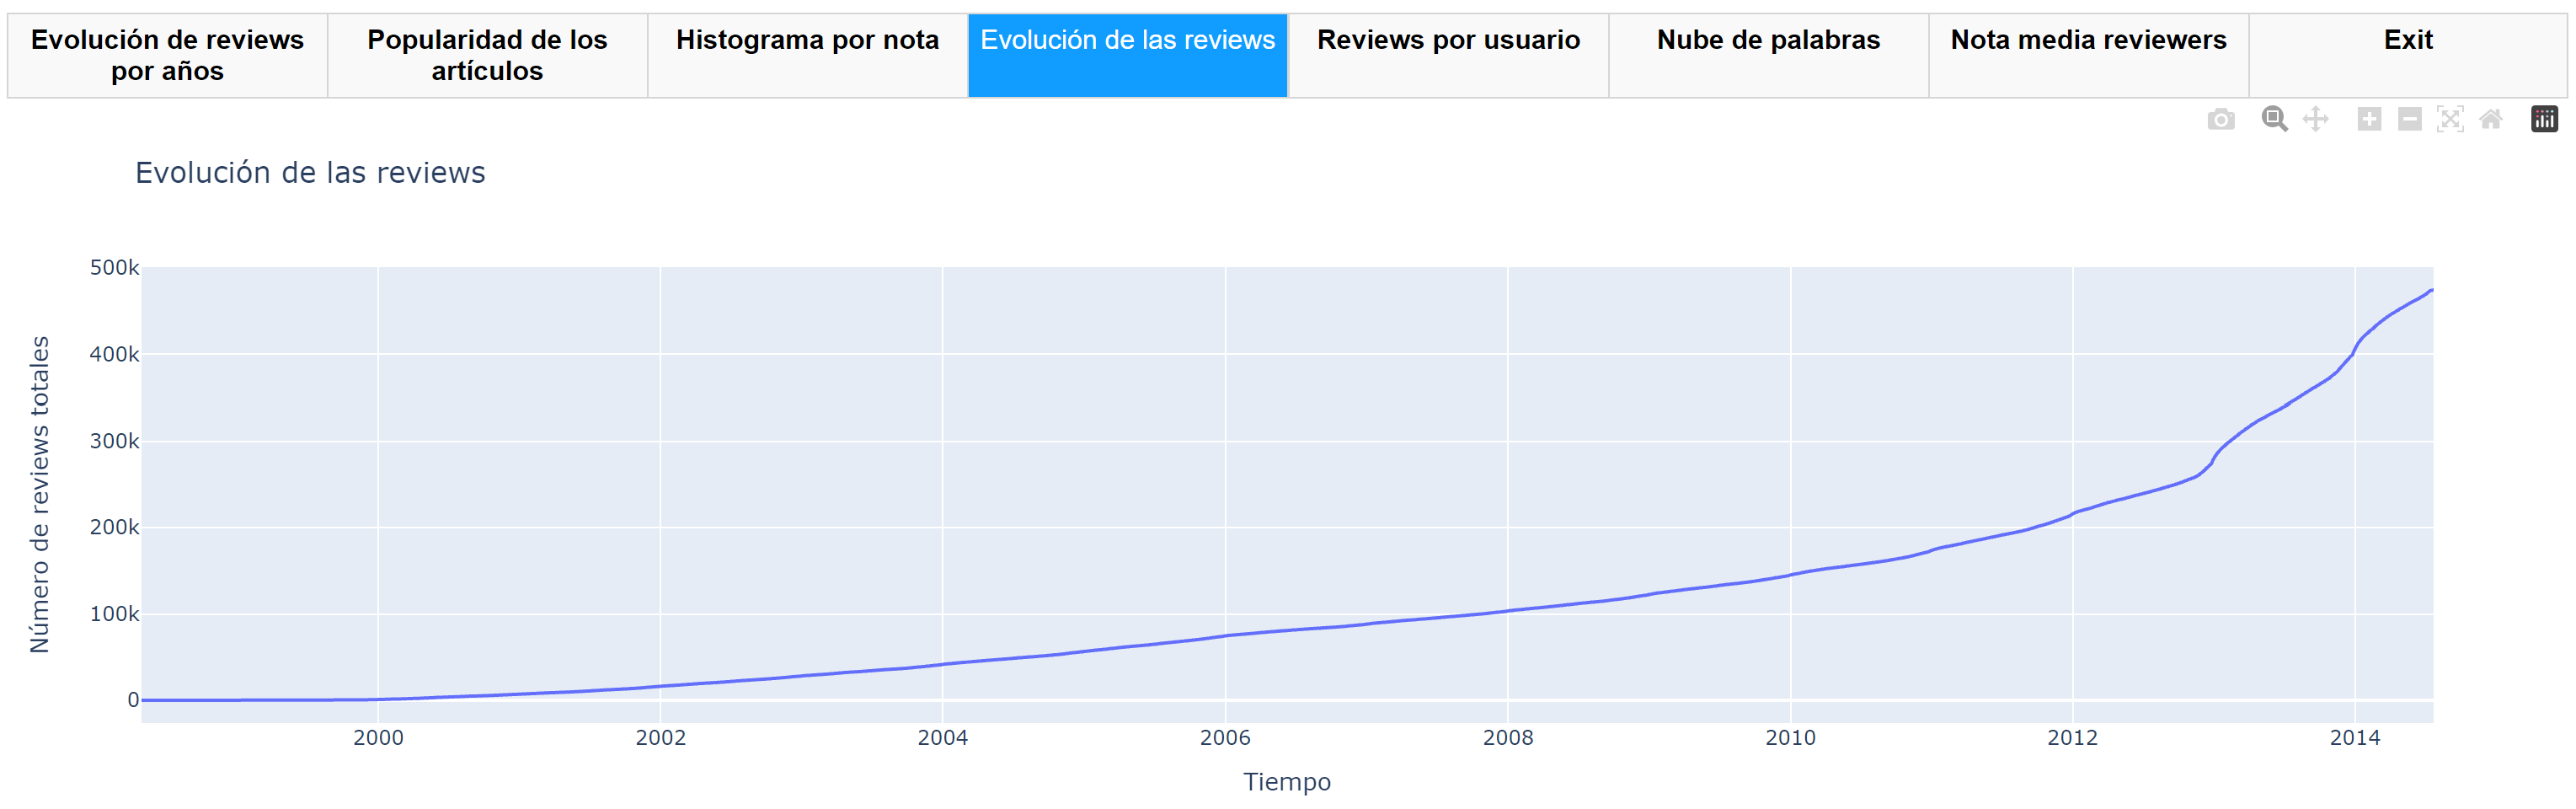 Evolución de reviews
por años
Popularidad de los
artículos
Histograma por nota
Evolución de las reviews
Reviews por usuario
Nube de palabras
Nota media reviewers
Exit
Evolución de las reviews
500k
400k
300k
200k
100k
0
Número de reviews totales
2000 2002 2004 2006 2008 2010 2012 2014
Tiempo